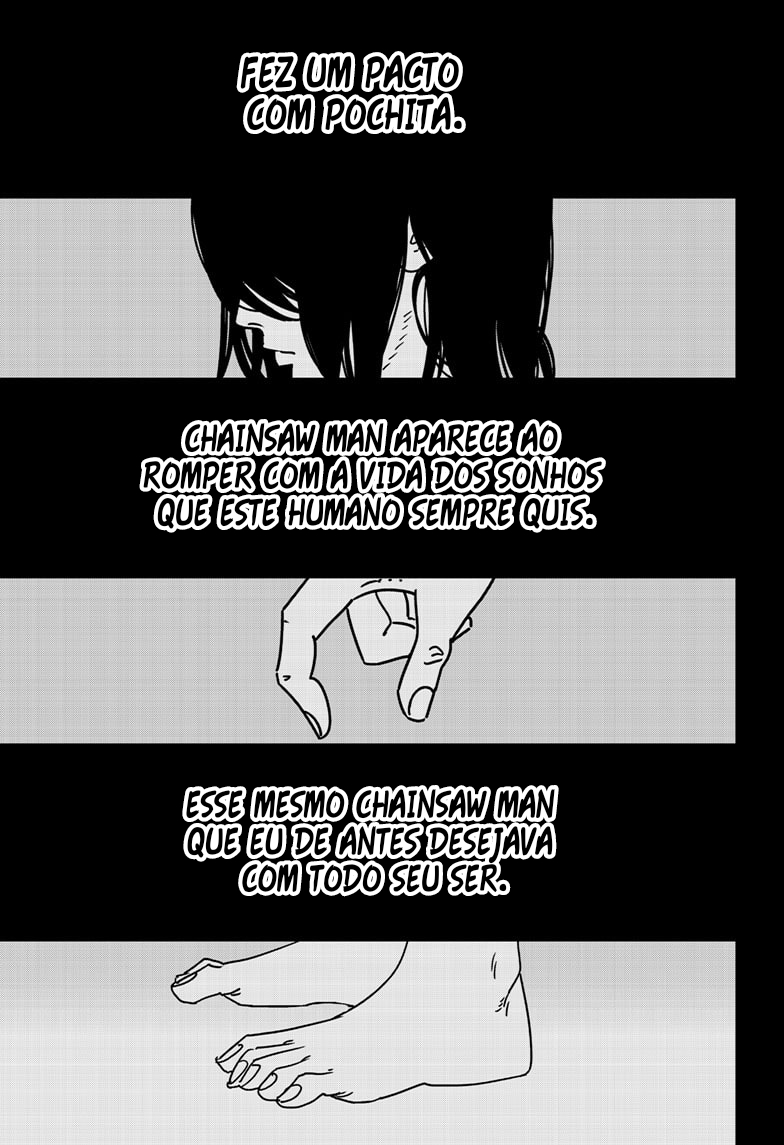 FEZ UM PACTO
COM POCHITA.
CHAINSAW MAN APARECE AO
ROMPER COM A VIDA DOS SONHOS
QUE ESTE HUMANO SEMPRE QUIS.
ESSE MESMO CHAINSAW MAN
QUE EU DE ANTES DESEJAVA
COM TODO SEU SER.